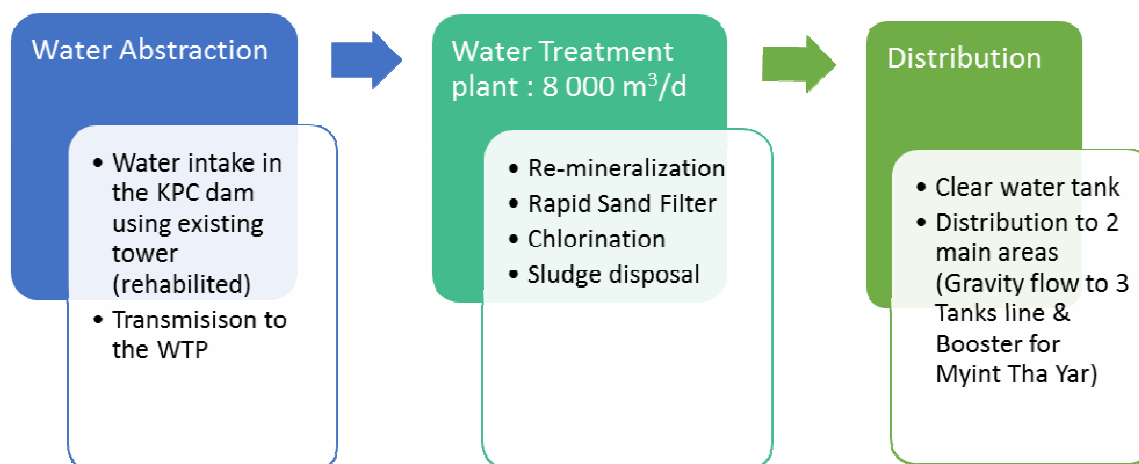 Water Abstraction
• Water intake in
the KPC dam
using existing
tower
(rehabilited)
• Transmisison to
the WTP
Water Treatment
plant : 8 000 m³/d
• Re-mineralization
• Rapid Sand Filter
• Chlorination
• Sludge disposal
Distribution
• Clear water tank
• Distribution to 2
main areas
(Gravity flow to 3
Tanks line &
Booster for
Myint Tha Yar)